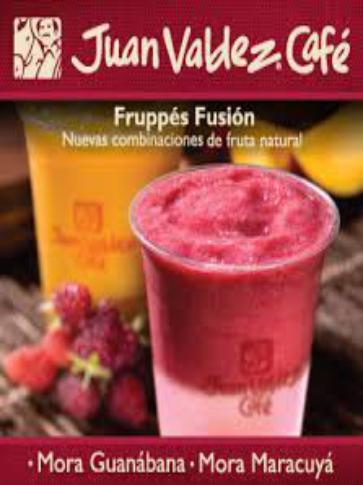 Juan Valdez. Café
Fruppés Fusión
Nuevas combinaciones de fruta natural
Juan Valdez
Café
Juan Valdez
Café
• Mora Guanábana • Mora Maracuyá